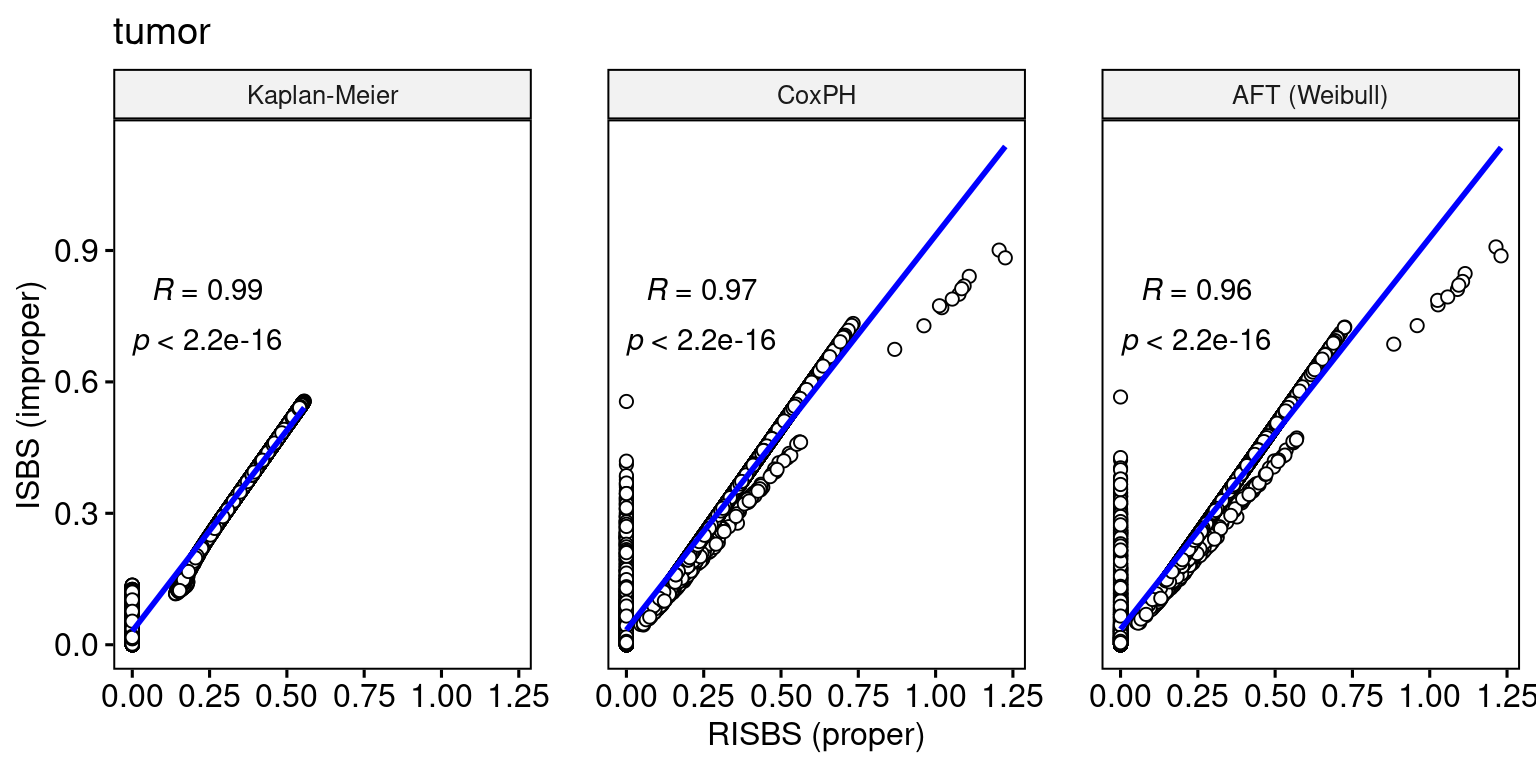 tumor
Kaplan-Meier
CoxPH
AFT (Weibull)
ISBS (improper)
0.9
0.6
0.3
0.0
R = 0.99
p < 2.2e-16
R = 0.97
p < 2.2e-16
R = 0.96
p < 2.2e-16
0.00 0.25 0.50 0.75 1.00 1.25
0.00 0.25 0.50 0.75 1.00 1.25
0.00 0.25 0.50 0.75 1.00 1.25
RISBS (proper)